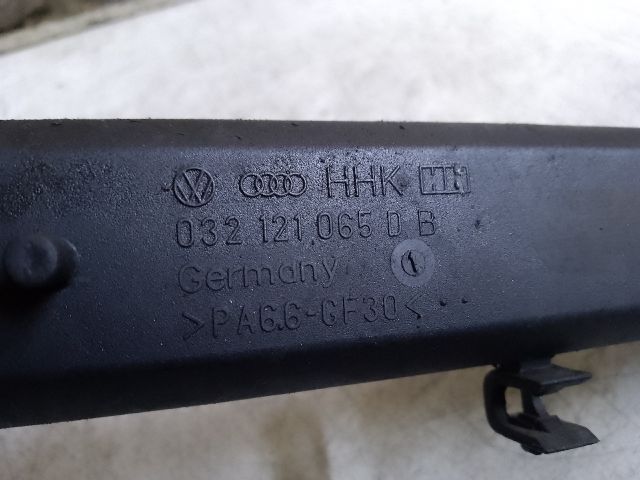 HHK
032 121 065 D B
Germany
>PA6.6-GF30<